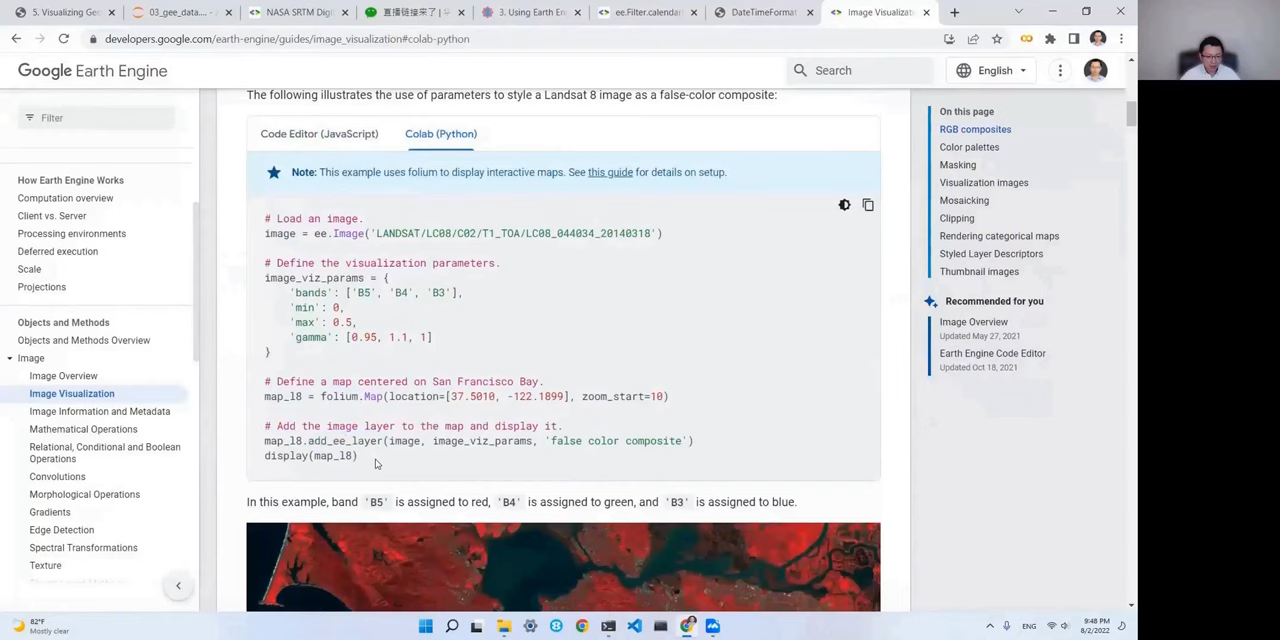 5. Visualizing Geo
03_gee_data....
NASA SRTM Digi
直播链接来了 | 斗
3. Using Earth En
ee.Filter.calendar
DateTimeFormat
Image Visualizati
developers.google.com/earth-engine/guides/image_visualization#colab-python
Google Earth Engine
Search
English
Filter
How Earth Engine Works
Computation overview
Client vs. Server
Processing environments
Deferred execution
Scale
Projections
Objects and Methods
Objects and Methods Overview
Image
Image Overview
Image Visualization
Image Information and Metadata
Mathematical Operations
Relational, Conditional and Boolean
Operations
Convolutions
Morphological Operations
Gradients
Edge Detection
Spectral Transformations
Texture
The following illustrates the use of parameters to style a Landsat 8 image as a false-color composite:
Code Editor (JavaScript)
Colab (Python)
Note: This example uses folium to display interactive maps. See this guide for details on setup.
# Load an image.
image = ee.Image('LANDSAT/LC08/C02/T1_TOA/LC08_044034_20140318')
# Define the visualization parameters.
image_viz_params = {
'bands': ['B5', 'B4', 'B3'],
'min': 0,
'max': 0.5,
'gamma': [0.95, 1.1, 1]
}
# Define a map centered on San Francisco Bay.
map_l8 = folium.Map(location=[37.5010, -122.1899], zoom_start=10)
# Add the image layer to the map and display it.
map_l8.add_ee_layer(image, image_viz_params, 'false color composite')
display(map_l8)
In this example, band 'B5' is assigned to red, 'B4' is assigned to green, and 'B3' is assigned to blue.
On this page
RGB composites
Color palettes
Masking
Visualization images
Mosaicking
Clipping
Rendering categorical maps
Styled Layer Descriptors
Thumbnail images
Recommended for you
Image Overview
Updated May 27, 2021
Earth Engine Code Editor
Updated Oct 18, 2021
82°F
Mostly clear
ENG
9:48 PM
8/2/2022